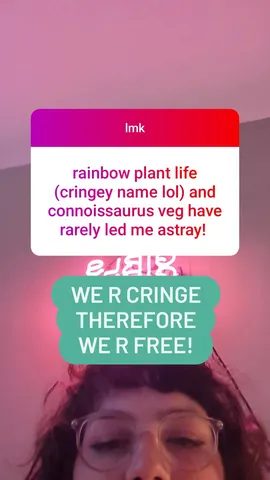 lmk
rainbow plant life
(cringey name lol) and
connoissaurus veg have
rarely led me astray!
WE R CRINGE
THEREFORE
WE R FREE!